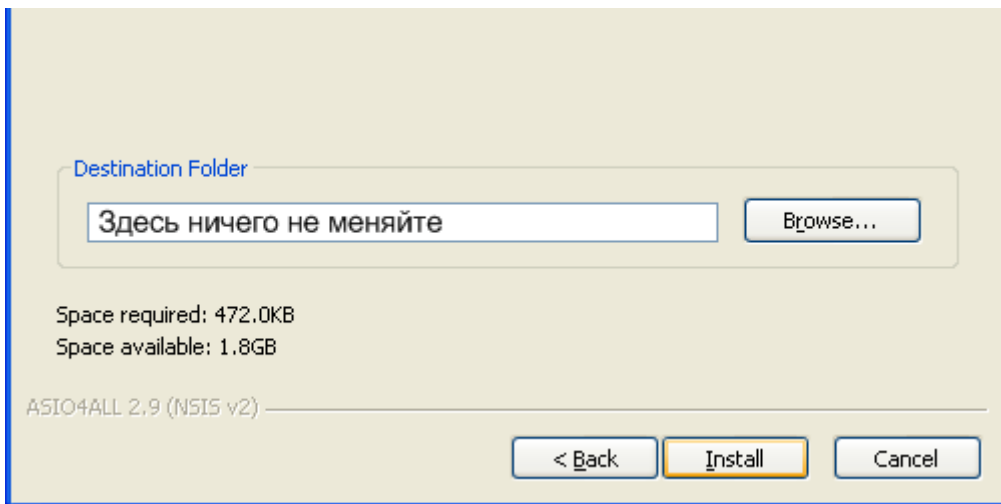 Destination Folder
Здесь ничего не меняйте
Browse...
Space required: 472.0KB
Space available: 1.8GB
ASIO4ALL 2.9 (NSIS v2)
< Back
Install
Cancel